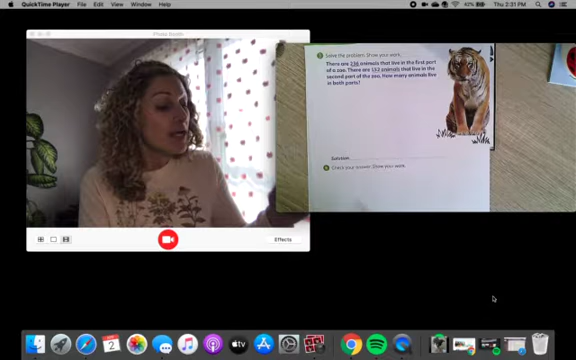 QuickTime Player File Edit View Window Help
42% Thu 2:31 PM
Photo Booth
Solve the problem. Show your work.
There are 236 animals that live in the first part
of a zoo. There are 152 animals that live in the
second part of the zoo. How many animals live
in both parts?
Solution
Check your answer. Show your work.
Effects
2
tv